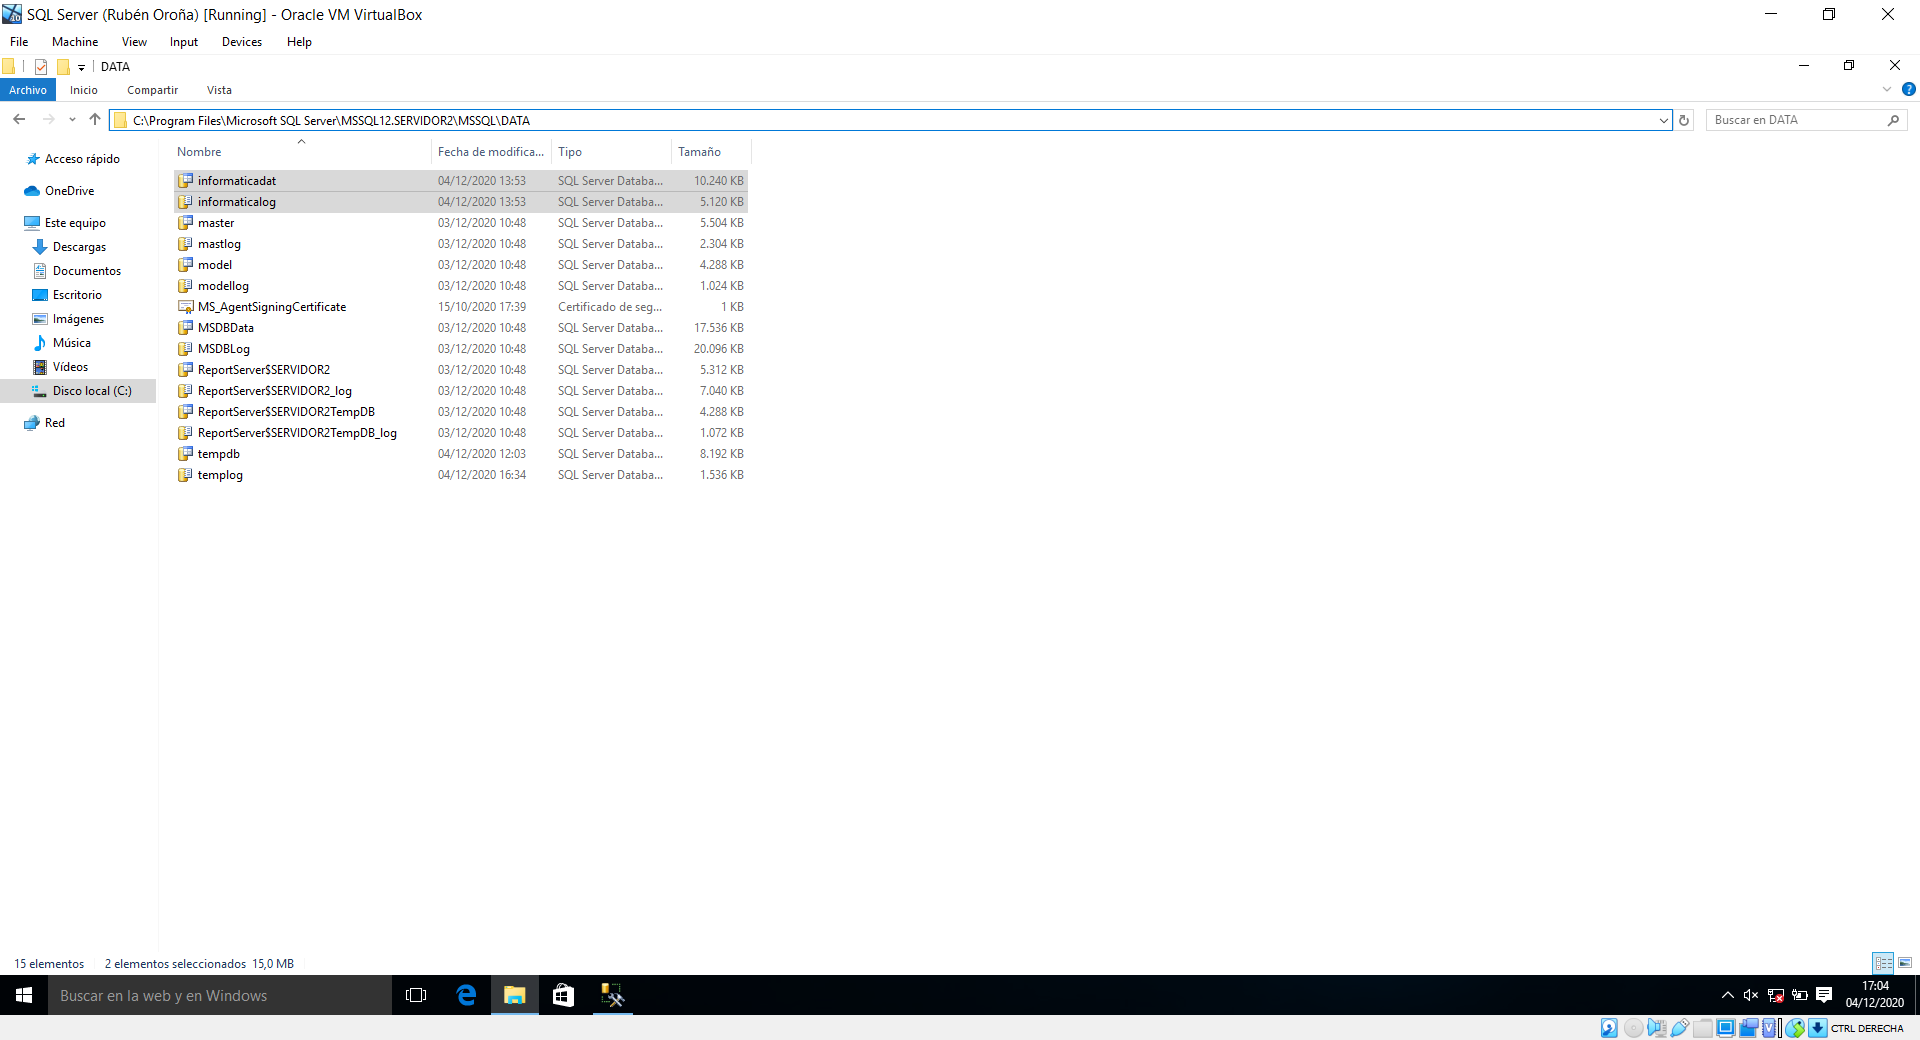 SQL Server (Rubén Oroña) [Running] - Oracle VM VirtualBox
File Machine View Input Devices Help
DATA
Archivo Inicio Compartir Vista
C:\Program Files\Microsoft SQL Server\MSSQL12.SERVIDOR2\MSSQL\DATA
Buscar en DATA
Acceso rápido
OneDrive
Este equipo
Descargas
Documentos
Escritorio
Imágenes
Música
Vídeos
Disco local (C:)
Red
Nombre Fecha de modifica... Tipo Tamaño
informaticadat 04/12/2020 13:53 SQL Server Databa... 10.240 KB
informaticalog 04/12/2020 13:53 SQL Server Databa... 5.120 KB
master 03/12/2020 10:48 SQL Server Databa... 5.504 KB
mastlog 03/12/2020 10:48 SQL Server Databa... 2.304 KB
model 03/12/2020 10:48 SQL Server Databa... 4.288 KB
modellog 03/12/2020 10:48 SQL Server Databa... 1.024 KB
MS_AgentSigningCertificate 15/10/2020 17:39 Certificado de seg... 1 KB
MSDBData 03/12/2020 10:48 SQL Server Databa... 17.536 KB
MSDBLog 03/12/2020 10:48 SQL Server Databa... 20.096 KB
ReportServer$SERVIDOR2 03/12/2020 10:48 SQL Server Databa... 5.312 KB
ReportServer$SERVIDOR2_log 03/12/2020 10:48 SQL Server Databa... 7.040 KB
ReportServer$SERVIDOR2TempDB 03/12/2020 10:48 SQL Server Databa... 4.288 KB
ReportServer$SERVIDOR2TempDB_log 03/12/2020 10:48 SQL Server Databa... 1.072 KB
tempdb 04/12/2020 12:03 SQL Server Databa... 8.192 KB
templog 04/12/2020 16:34 SQL Server Databa... 1.536 KB
15 elementos 2 elementos seleccionados 15,0 MB
Buscar en la web y en Windows
17:04
04/12/2020
CTRL DERECHA